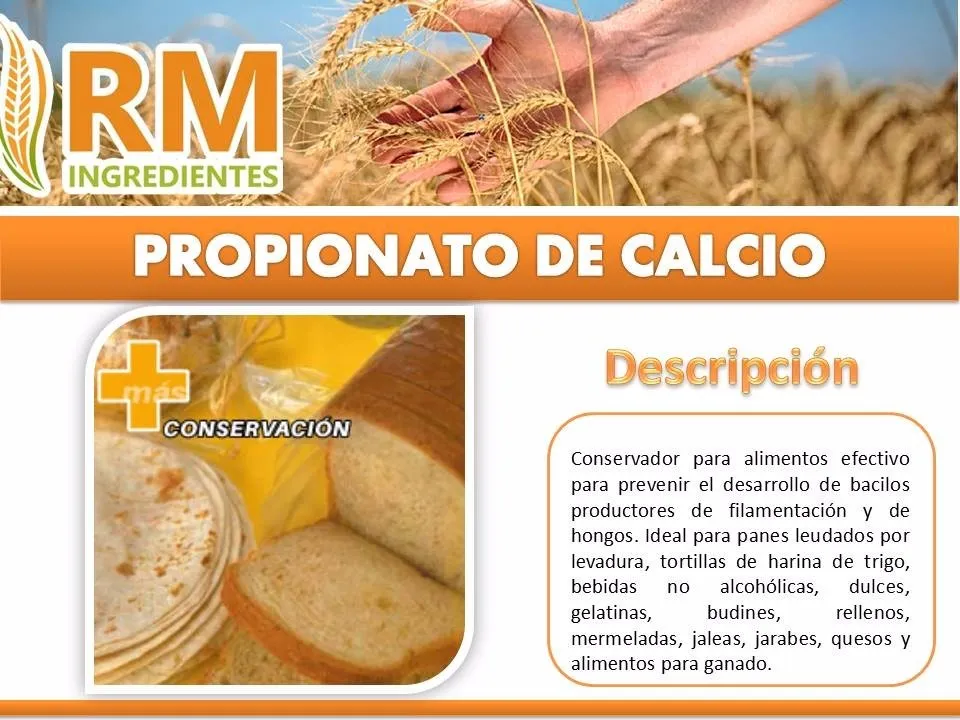 RM
INGREDIENTES
PROPIONATO DE CALCIO
más
CONSERVACIÓN
Descripción
Conservador para alimentos efectivo
para prevenir el desarrollo de bacilos
productores de filamentación y de
hongos. Ideal para panes leudados por
levadura, tortillas de harina de trigo,
bebidas no alcohólicas, dulces,
gelatinas, budines, rellenos,
mermeladas, jaleas, jarabes, quesos y
alimentos para ganado.